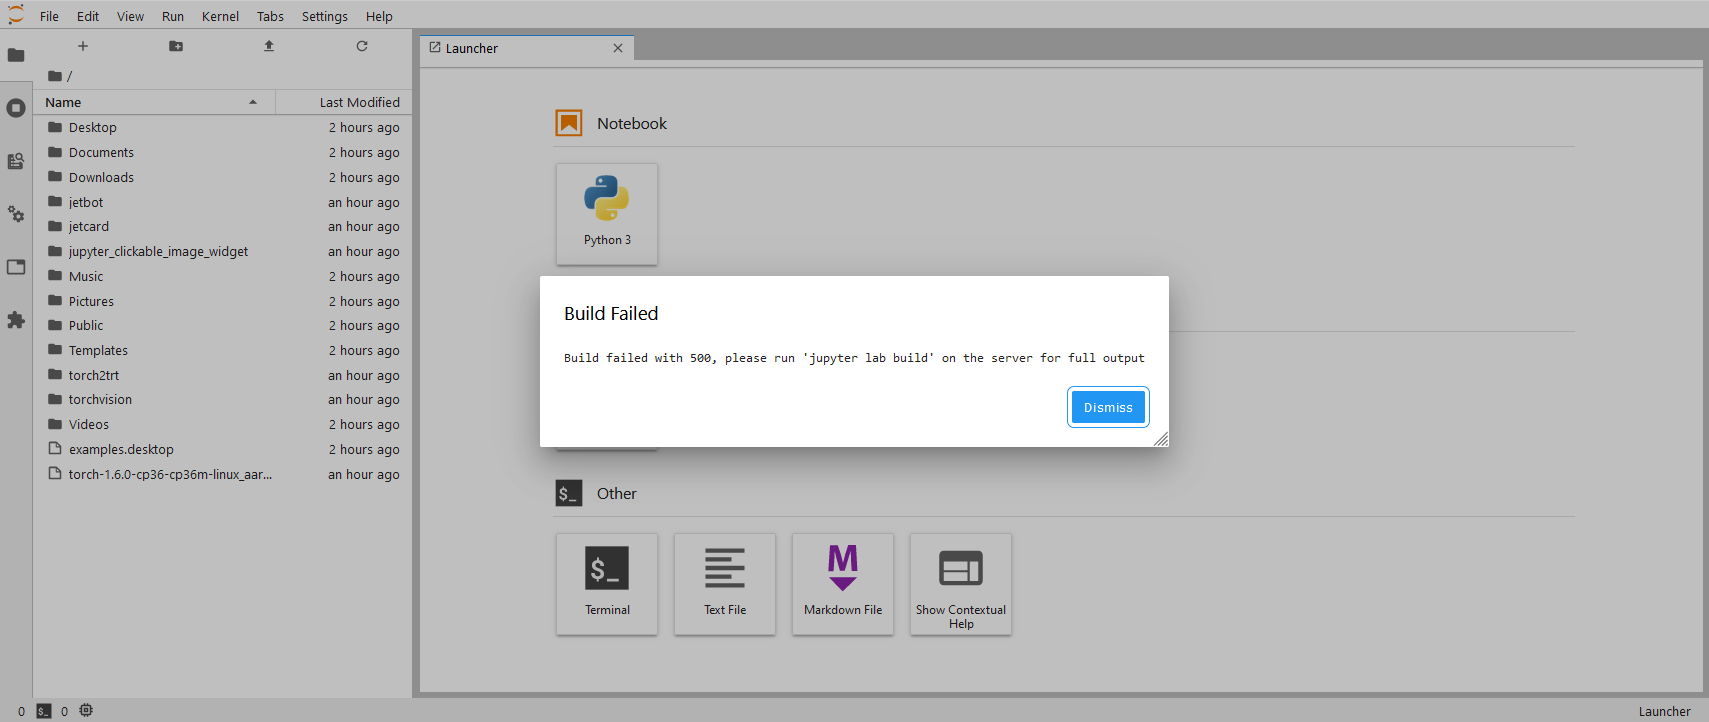 File Edit View Run Kernel Tabs Settings Help
Launcher
/
Name Last Modified
Desktop 2 hours ago
Documents 2 hours ago
Downloads 2 hours ago
jetbot an hour ago
jetcard an hour ago
jupyter_clickable_image_widget an hour ago
Music 2 hours ago
Pictures 2 hours ago
Public 2 hours ago
Templates 2 hours ago
torch2trt an hour ago
torchvision an hour ago
Videos 2 hours ago
examples.desktop 2 hours ago
torch-1.6.0-cp36-cp36m-linux_aar... an hour ago
Notebook
Python 3
Build Failed
Build failed with 500, please run 'jupyter lab build' on the server for full output
Dismiss
$_ Other
$_
Terminal
Text File
M
Markdown File
Show Contextual
Help
0 $_ 0
Launcher